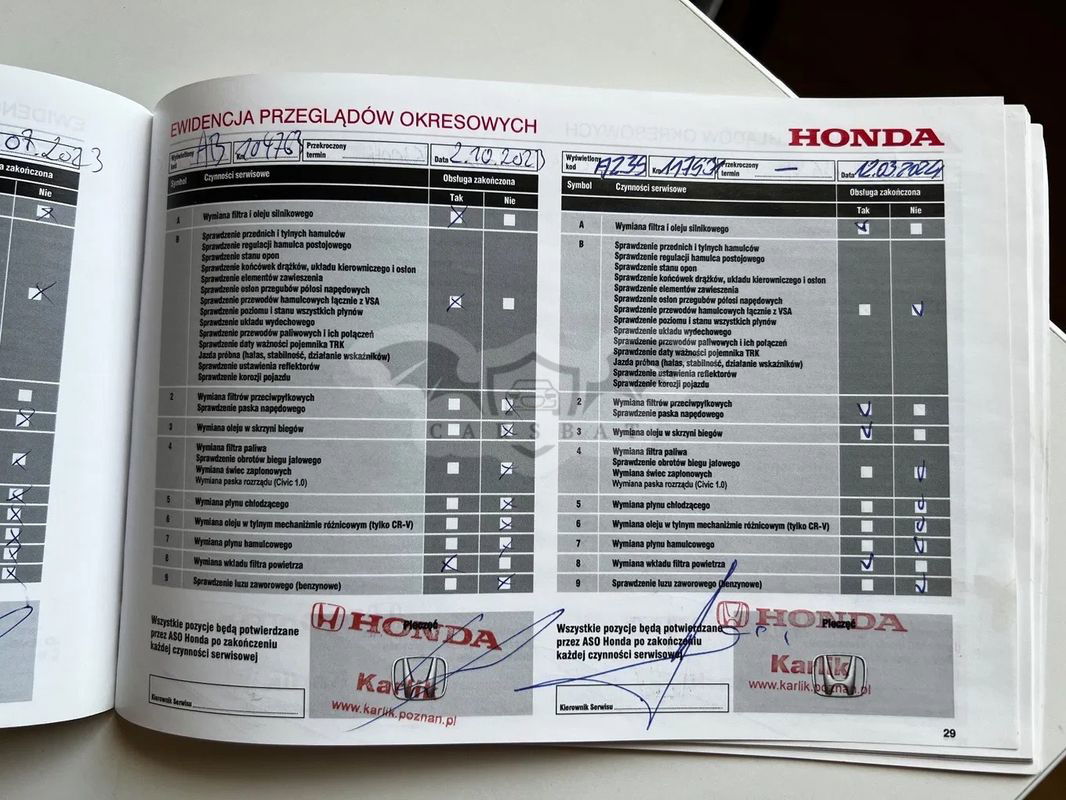 07.2023
Nie
EWIDENCJA PRZEGLĄDÓW OKRESOWYCH
HONDA
Wyświetlony kod AB Km 104763 Przekroczony termin Data 2.10.2023
Symbol Czynności serwisowe Obsługa zakończona
Tak Nie
A Wymiana filtra i oleju silnikowego
B Sprawdzenie przednich i tylnych hamulców
Sprawdzenie regulacji hamulca postojowego
Sprawdzenie stanu opon
Sprawdzenie końcówek drążków, układu kierowniczego i osłon
Sprawdzenie elementów zawieszenia
Sprawdzenie osłon przegubów półosi napędowych
Sprawdzenie przewodów hamulcowych łącznie z VSA
Sprawdzenie poziomu i stanu wszystkich płynów
Sprawdzenie układu wydechowego
Sprawdzenie przewodów paliwowych i ich połączeń
Sprawdzenie daty ważności pojemnika TRK
Jazda próbna (hałas, stabilność, działanie wskaźników)
Sprawdzenie ustawienia reflektorów
Sprawdzenie korozji pojazdu
2 Wymiana filtrów przeciwpyłkowych
Sprawdzenie paska napędowego
3 Wymiana oleju w skrzyni biegów
4 Wymiana filtra paliwa
Sprawdzenie obrotów biegu jałowego
Wymiana świec zapłonowych
Wymiana paska rozrządu (Civic 1.0)
5 Wymiana płynu chłodzącego
6 Wymiana oleju w tylnym mechaniźmie różnicowym (tylko CR-V)
7 Wymiana płynu hamulcowego
8 Wymiana wkładu filtra powietrza
9 Sprawdzenie luzu zaworowego (benzynowe)
Wszystkie pozycje będą potwierdzane
przez ASO Honda po zakończeniu
każdej czynności serwisowej
Kierownik Serwisu
Pieczęć
HONDA
Karlik
www.karlik.poznan.pl
Wyświetlony kod A239 Km Przekroczony termin — Data 12.03.2024
Symbol Czynności serwisowe Obsługa zakończona
Tak Nie
A Wymiana filtra i oleju silnikowego
B Sprawdzenie przednich i tylnych hamulców
Sprawdzenie regulacji hamulca postojowego
Sprawdzenie stanu opon
Sprawdzenie końcówek drążków, układu kierowniczego i osłon
Sprawdzenie elementów zawieszenia
Sprawdzenie osłon przegubów półosi napędowych
Sprawdzenie przewodów hamulcowych łącznie z VSA
Sprawdzenie poziomu i stanu wszystkich płynów
Sprawdzenie układu wydechowego
Sprawdzenie przewodów paliwowych i ich połączeń
Sprawdzenie daty ważności pojemnika TRK
Jazda próbna (hałas, stabilność, działanie wskaźników)
Sprawdzenie ustawienia reflektorów
Sprawdzenie korozji pojazdu
2 Wymiana filtrów przeciwpyłkowych
Sprawdzenie paska napędowego
3 Wymiana oleju w skrzyni biegów
4 Wymiana filtra paliwa
Sprawdzenie obrotów biegu jałowego
Wymiana świec zapłonowych
Wymiana paska rozrządu (Civic 1.0)
5 Wymiana płynu chłodzącego
6 Wymiana oleju w tylnym mechaniźmie różnicowym (tylko CR-V)
7 Wymiana płynu hamulcowego
8 Wymiana wkładu filtra powietrza
9 Sprawdzenie luzu zaworowego (benzynowe)
Wszystkie pozycje będą potwierdzane
przez ASO Honda po zakończeniu
każdej czynności serwisowej
Kierownik Serwisu
Pieczęć
HONDA
Karlik
www.karlik.poznan.pl
29
CARSBAT